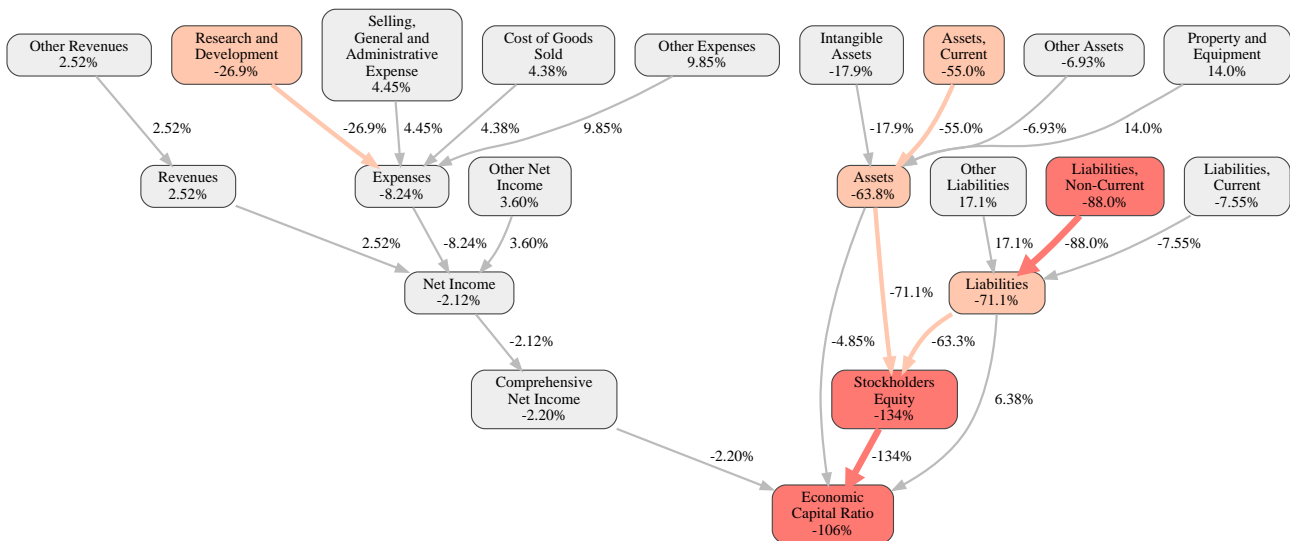 Other Revenues
2.52%
Research and
Development
-26.9%
Selling,
General and
Administrative
Expense
4.45%
Cost of Goods
Sold
4.38%
Other Expenses
9.85%
Intangible
Assets
-17.9%
Assets,
Current
-55.0%
Other Assets
-6.93%
Property and
Equipment
14.0%
2.52%
-26.9%
4.45%
4.38%
9.85%
-17.9%
-55.0%
-6.93%
14.0%
Revenues
2.52%
Expenses
-8.24%
Other Net
Income
3.60%
Assets
-63.8%
Other
Liabilities
17.1%
Liabilities,
Non-Current
-88.0%
Liabilities,
Current
-7.55%
2.52%
-8.24%
3.60%
17.1%
-88.0%
-7.55%
Net Income
-2.12%
-71.1%
Liabilities
-71.1%
-2.12%
-4.85%
-63.3%
Comprehensive
Net Income
-2.20%
Stockholders
Equity
-134%
6.38%
-2.20%
-134%
Economic
Capital Ratio
-106%